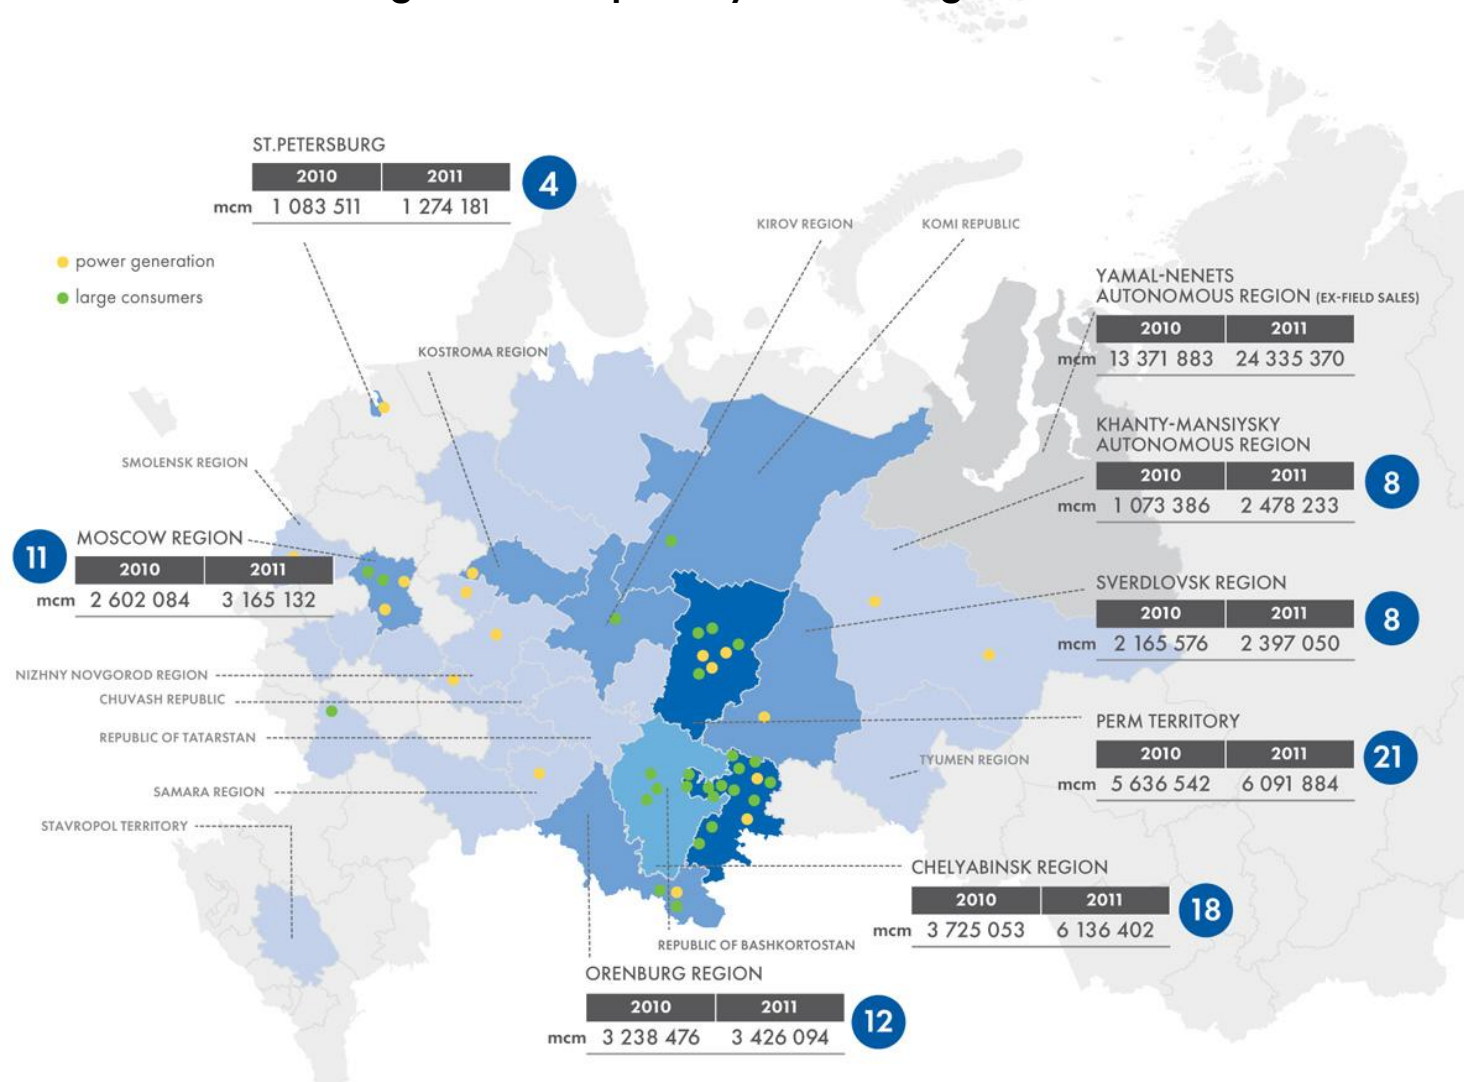 ST.PETERSBURG
2010 2011
mcm 1 083 511 1 274 181
4
power generation
large consumers
KIROV REGION
KOMI REPUBLIC
YAMAL-NENETS
AUTONOMOUS REGION (EX-FIELD SALES)
2010 2011
mcm 13 371 883 24 335 370
KOSTROMA REGION
KHANTY-MANSIYSKY
AUTONOMOUS REGION
2010 2011
mcm 1 073 386 2 478 233
8
SMOLENSK REGION
11
MOSCOW REGION
2010 2011
mcm 2 602 084 3 165 132
SVERDLOVSK REGION
2010 2011
mcm 2 165 576 2 397 050
8
NIZHNY NOVGOROD REGION
CHUVASH REPUBLIC
REPUBLIC OF TATARSTAN
SAMARA REGION
STAVROPOL TERRITORY
PERM TERRITORY
2010 2011
mcm 5 636 542 6 091 884
21
TYUMEN REGION
CHELYABINSK REGION
2010 2011
mcm 3 725 053 6 136 402
18
REPUBLIC OF BASHKORTOSTAN
ORENBURG REGION
2010 2011
mcm 3 238 476 3 426 094
12